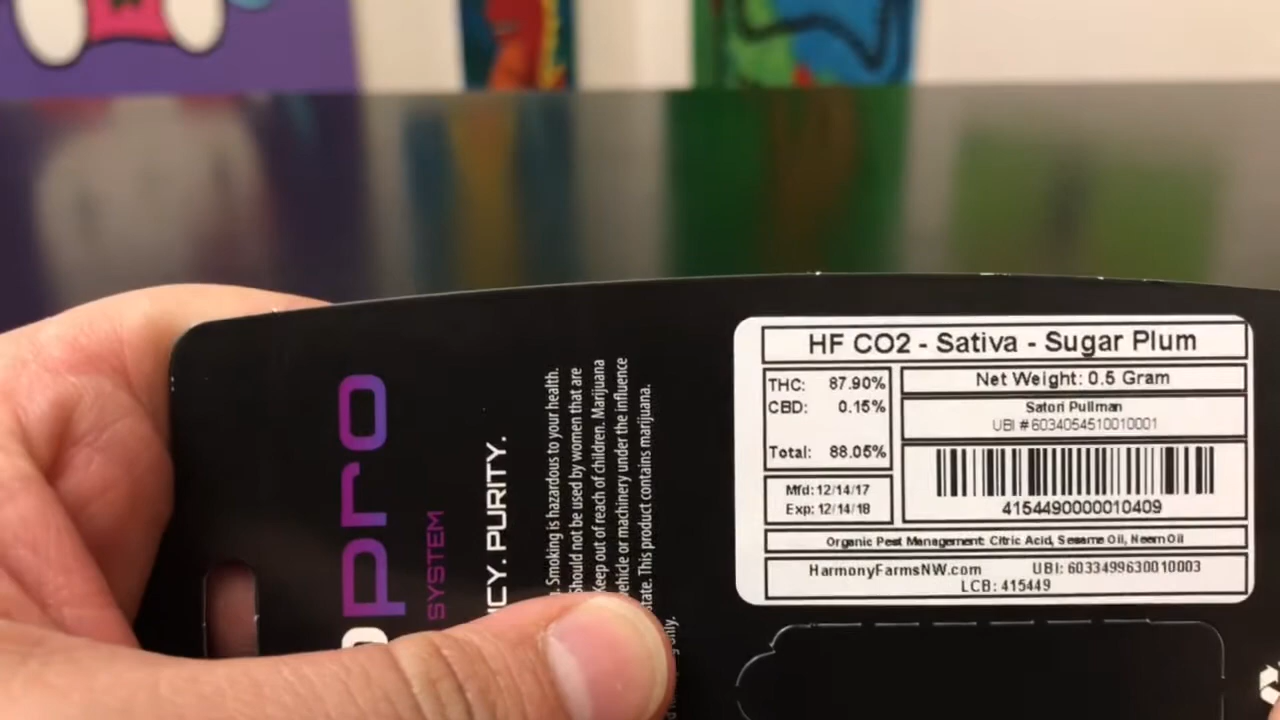 pro
SYSTEM
CY. PURITY.
Smoking is hazardous to your health.
Should not be used by women that are
Keep out of reach of children. Marijuana
vehicle or machinery under the influence
state. This product contains marijuana.
only.
HF CO2 - Sativa - Sugar Plum
THC: 87.90%
CBD: 0.15%
Total: 88.05%
Mfd: 12/14/17
Exp: 12/14/18
Net Weight: 0.5 Gram
Satori Pullman
UBI # 6034054510010001
4154490000010409
Organic Pest Management: Citric Acid, Sesame Oil, Neem Oil
HarmonyFarmsNW.com UBI: 6033499630010003
LCB: 415449